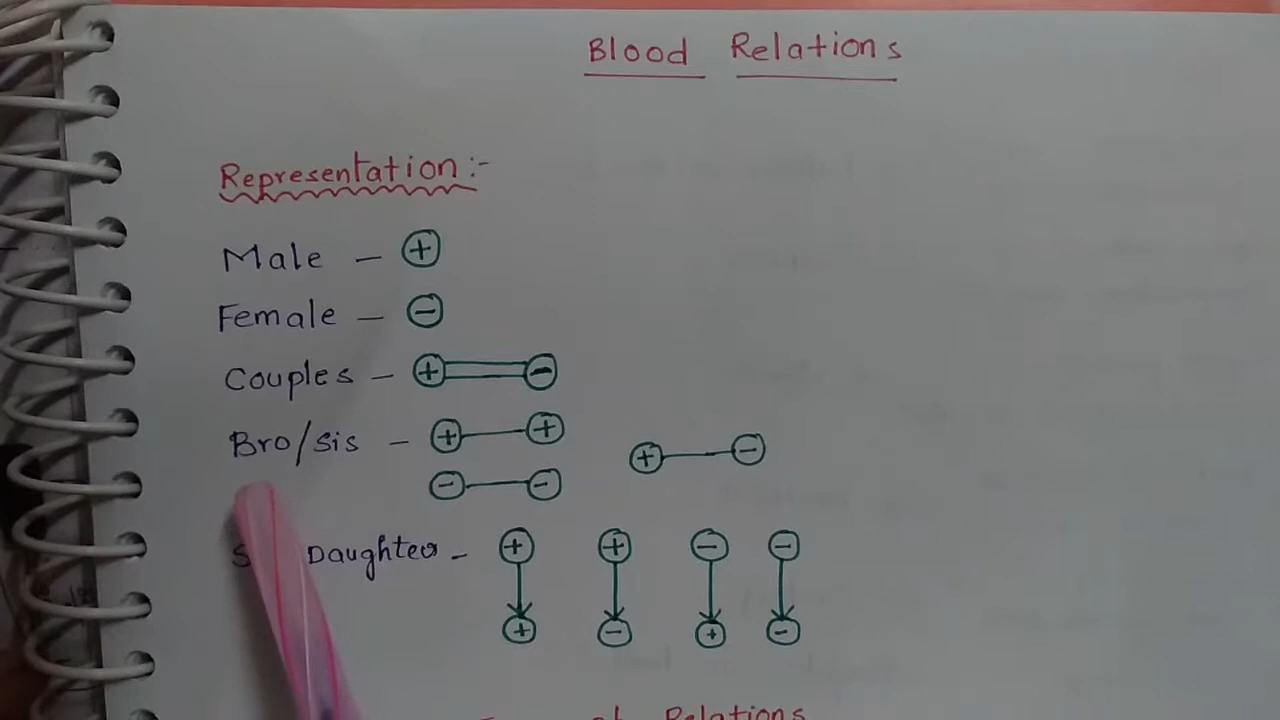 Blood Relations
Representation :-
Male - +
Female - -
Couples - + -
Bro/sis - + + + -
- -
Daughter - + + - -
+ - + -
Relations